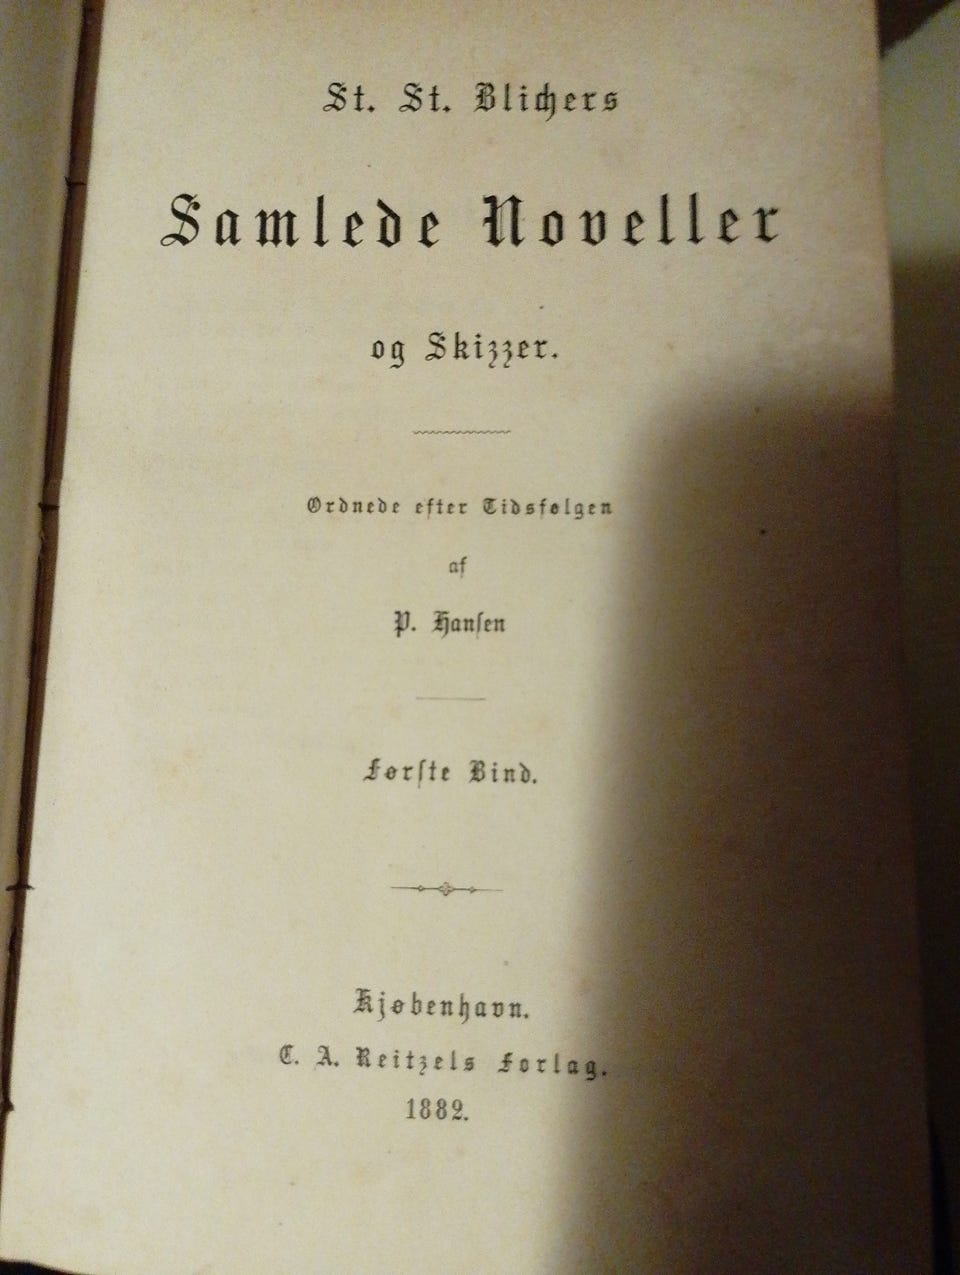 St. St. Blichers
Samlede Noveller
og Skizzer.
Ordnede efter Tidsfølgen
af
P. Hansen
Første Bind.
Kjøbenhavn.
C. A. Reitzels Forlag.
1882.